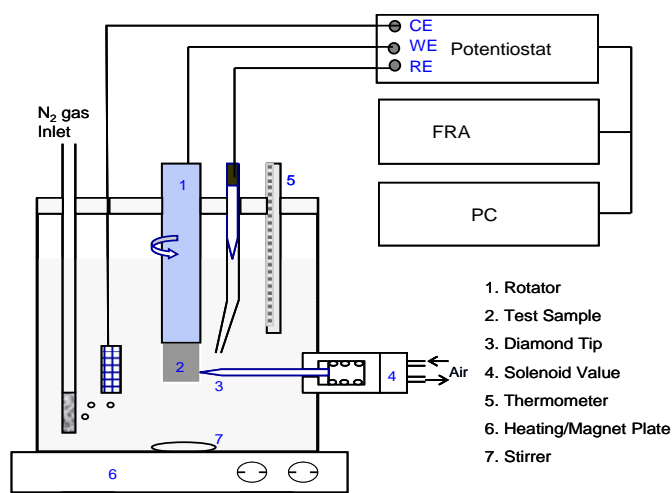 CE
WE
RE
Potentiostat
N₂ gas
Inlet
FRA
PC
1
5
2
3
4
Air
7
6
1. Rotator
2. Test Sample
3. Diamond Tip
4. Solenoid Value
5. Thermometer
6. Heating/Magnet Plate
7. Stirrer